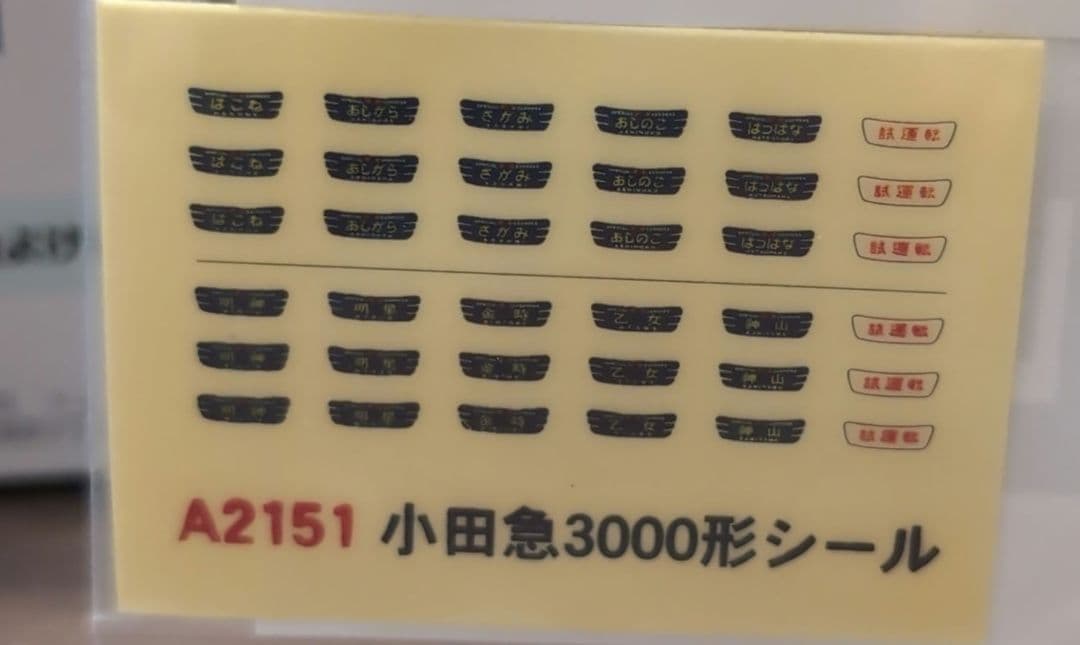 はこね あしがら さがみ あしのこ はつはな 試運転
はこね あしがら さがみ あしのこ はつはな 試運転
はこね あしがら さがみ あしのこ はつはな 試運転
明神 明星 金時 乙女 神山 試運転
明神 明星 金時 乙女 神山 試運転
明神 明星 金時 乙女 神山 試運転
A2151 小田急3000形シール